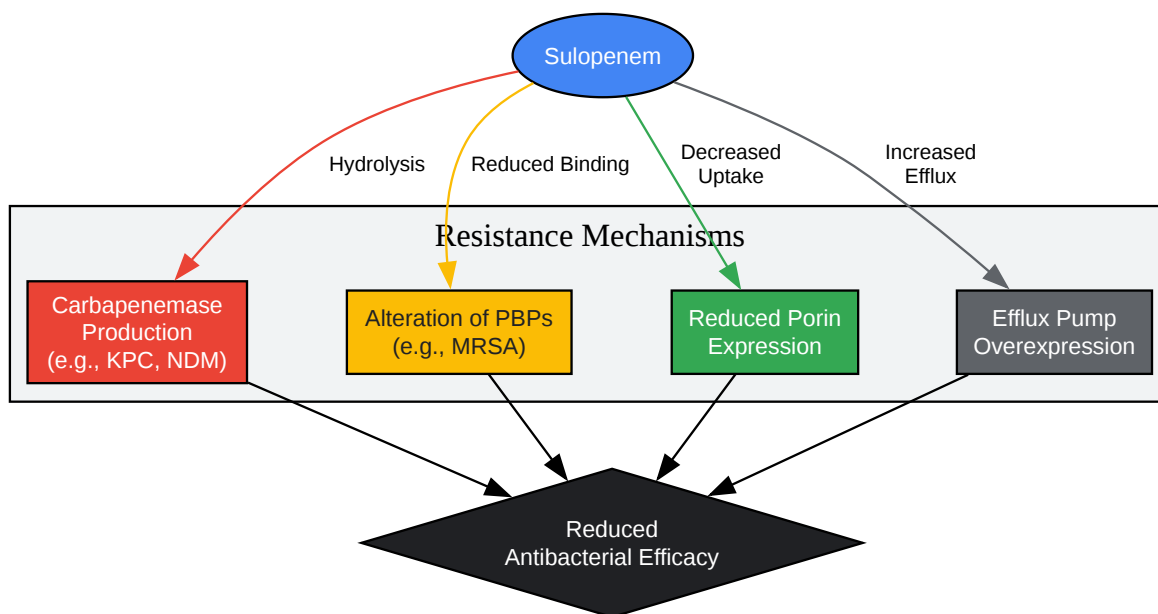 Sulopenem
Hydrolysis
Reduced Binding
Decreased
Uptake
Increased
Efflux
Resistance Mechanisms
Carbapenemase
Production
(e.g., KPC, NDM)
Alteration of PBPs
(e.g., MRSA)
Reduced Porin
Expression
Efflux Pump
Overexpression
Reduced
Antibacterial Efficacy